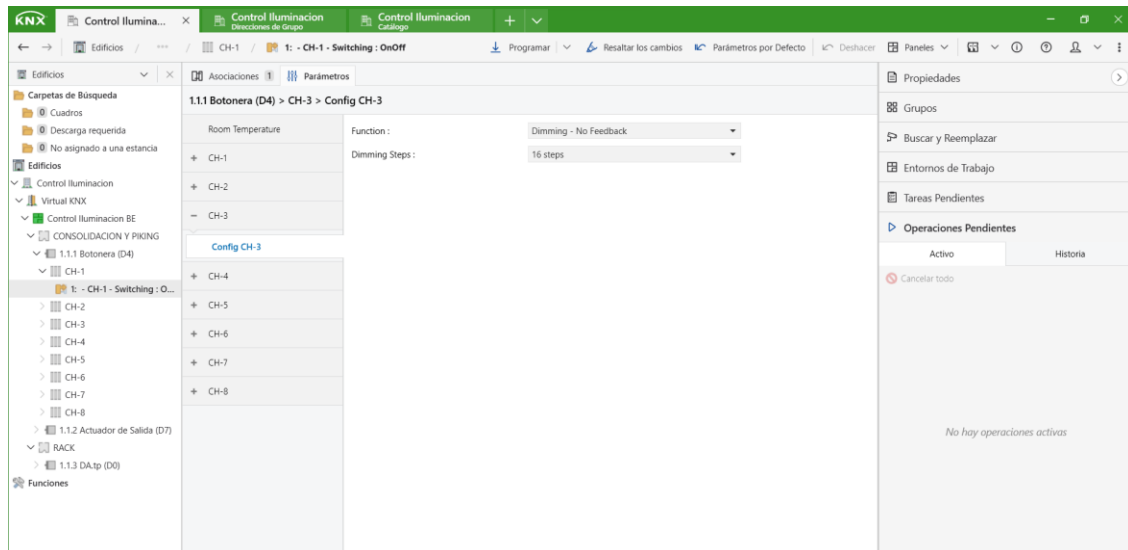 KNX Control Ilumina... Control Iluminacion Control Iluminacion
Direcciones de Grupo Catálogo
Edificios / / CH-1 / 1: - CH-1 - Switching : OnOff Programar Resaltar los cambios Parámetros por Defecto Deshacer Paneles
Edificios
Carpetas de Búsqueda
0 Cuadros
0 Descarga requerida
0 No asignado a una estancia
Edificios
Control Iluminacion
Virtual KNX
Control Iluminacion BE
CONSOLIDACION Y PIKING
1.1.1 Botonera (D4)
CH-1
1: - CH-1 - Switching : O...
CH-2
CH-3
CH-4
CH-5
CH-6
CH-7
CH-8
1.1.2 Actuador de Salida (D7)
RACK
1.1.3 DA.tp (D0)
Funciones
Asociaciones 1 Parámetros
1.1.1 Botonera (D4) > CH-3 > Config CH-3
Room Temperature
+ CH-1
+ CH-2
− CH-3
Config CH-3
+ CH-4
+ CH-5
+ CH-6
+ CH-7
+ CH-8
Function : Dimming - No Feedback
Dimming Steps : 16 steps
Propiedades
Grupos
Buscar y Reemplazar
Entornos de Trabajo
Tareas Pendientes
Operaciones Pendientes
Activo Historia
Cancelar todo
No hay operaciones activas